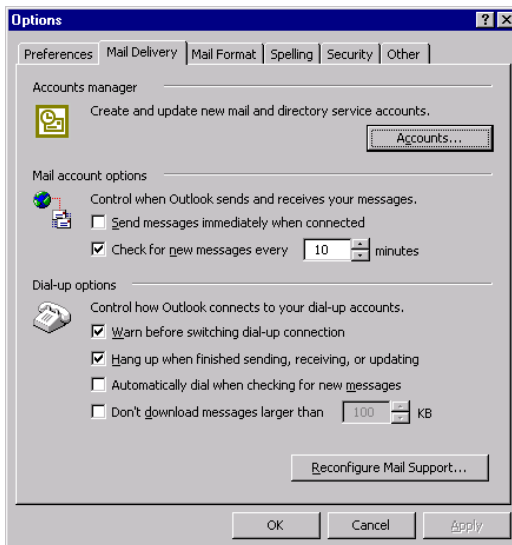 Options
Preferences Mail Delivery Mail Format Spelling Security Other
Accounts manager
Create and update new mail and directory service accounts.
Accounts...
Mail account options
Control when Outlook sends and receives your messages.
Send messages immediately when connected
Check for new messages every 10 minutes
Dial-up options
Control how Outlook connects to your dial-up accounts.
Warn before switching dial-up connection
Hang up when finished sending, receiving, or updating
Automatically dial when checking for new messages
Don't download messages larger than 100 KB
Reconfigure Mail Support...
OK Cancel Apply